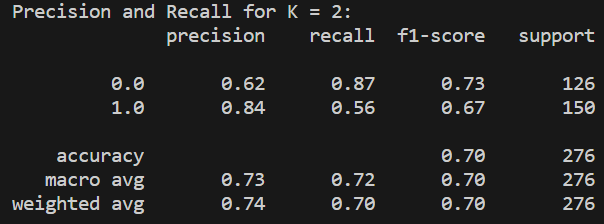 Precision and Recall for K = 2:
precision recall f1-score support
0.0 0.62 0.87 0.73 126
1.0 0.84 0.56 0.67 150
accuracy 0.70 276
macro avg 0.73 0.72 0.70 276
weighted avg 0.74 0.70 0.70 276